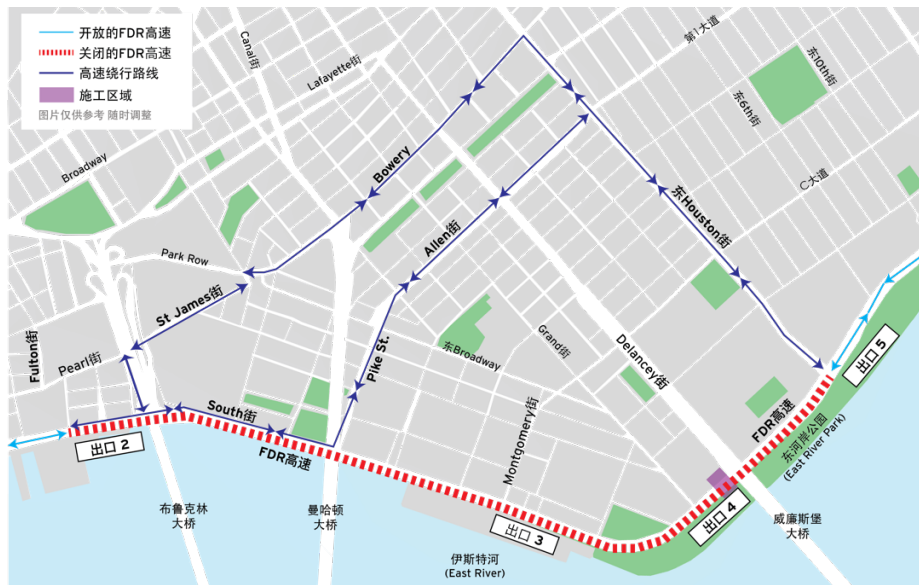 开放的FDR高速
关闭的FDR高速
高速绕行路线
施工区域
图片仅供参考 随时调整
Canal街
Lafayette街
第1大道
东10th街
东6th街
Broadway
Bowery
C大道
Allen街
东Houston街
Park Row
St James街
Fulton街
Pearl街
Pike St.
Grand街
Delancey街
东Broadway
South街
Montgomery街
FDR高速
出口 5
出口 2
FDR高速
东河岸公园
(East River Park)
出口 4
出口 3
布鲁克林
大桥
曼哈顿
大桥
威廉斯堡
大桥
伊斯特河
(East River)